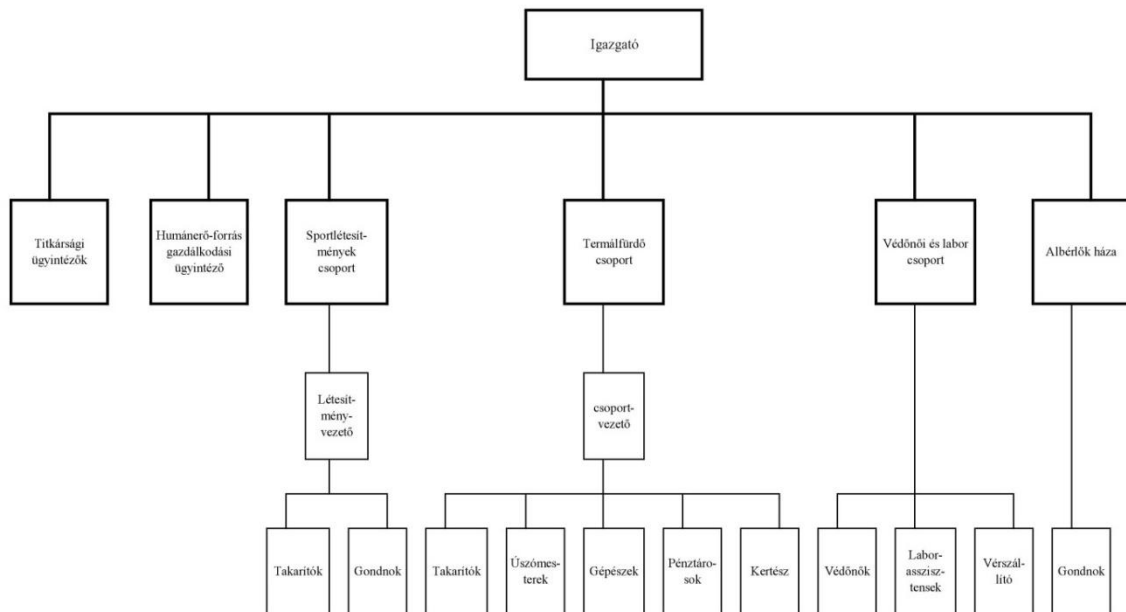 Igazgató
Titkársági
ügyintézők
Humánerő-forrás
gazdálkodási
ügyintéző
Sportlétesít-
mények
csoport
Termálfürdő
csoport
Védőnői és labor
csoport
Albérlők háza
Létesít-
mény-
vezető
csoport-
vezető
Takarítók
Gondnok
Takarítók
Úszómes-
terek
Gépészek
Pénztáro-
sok
Kertész
Védőnők
Labor-
asszisz-
tensek
Vérszál-
lító
Gondnok